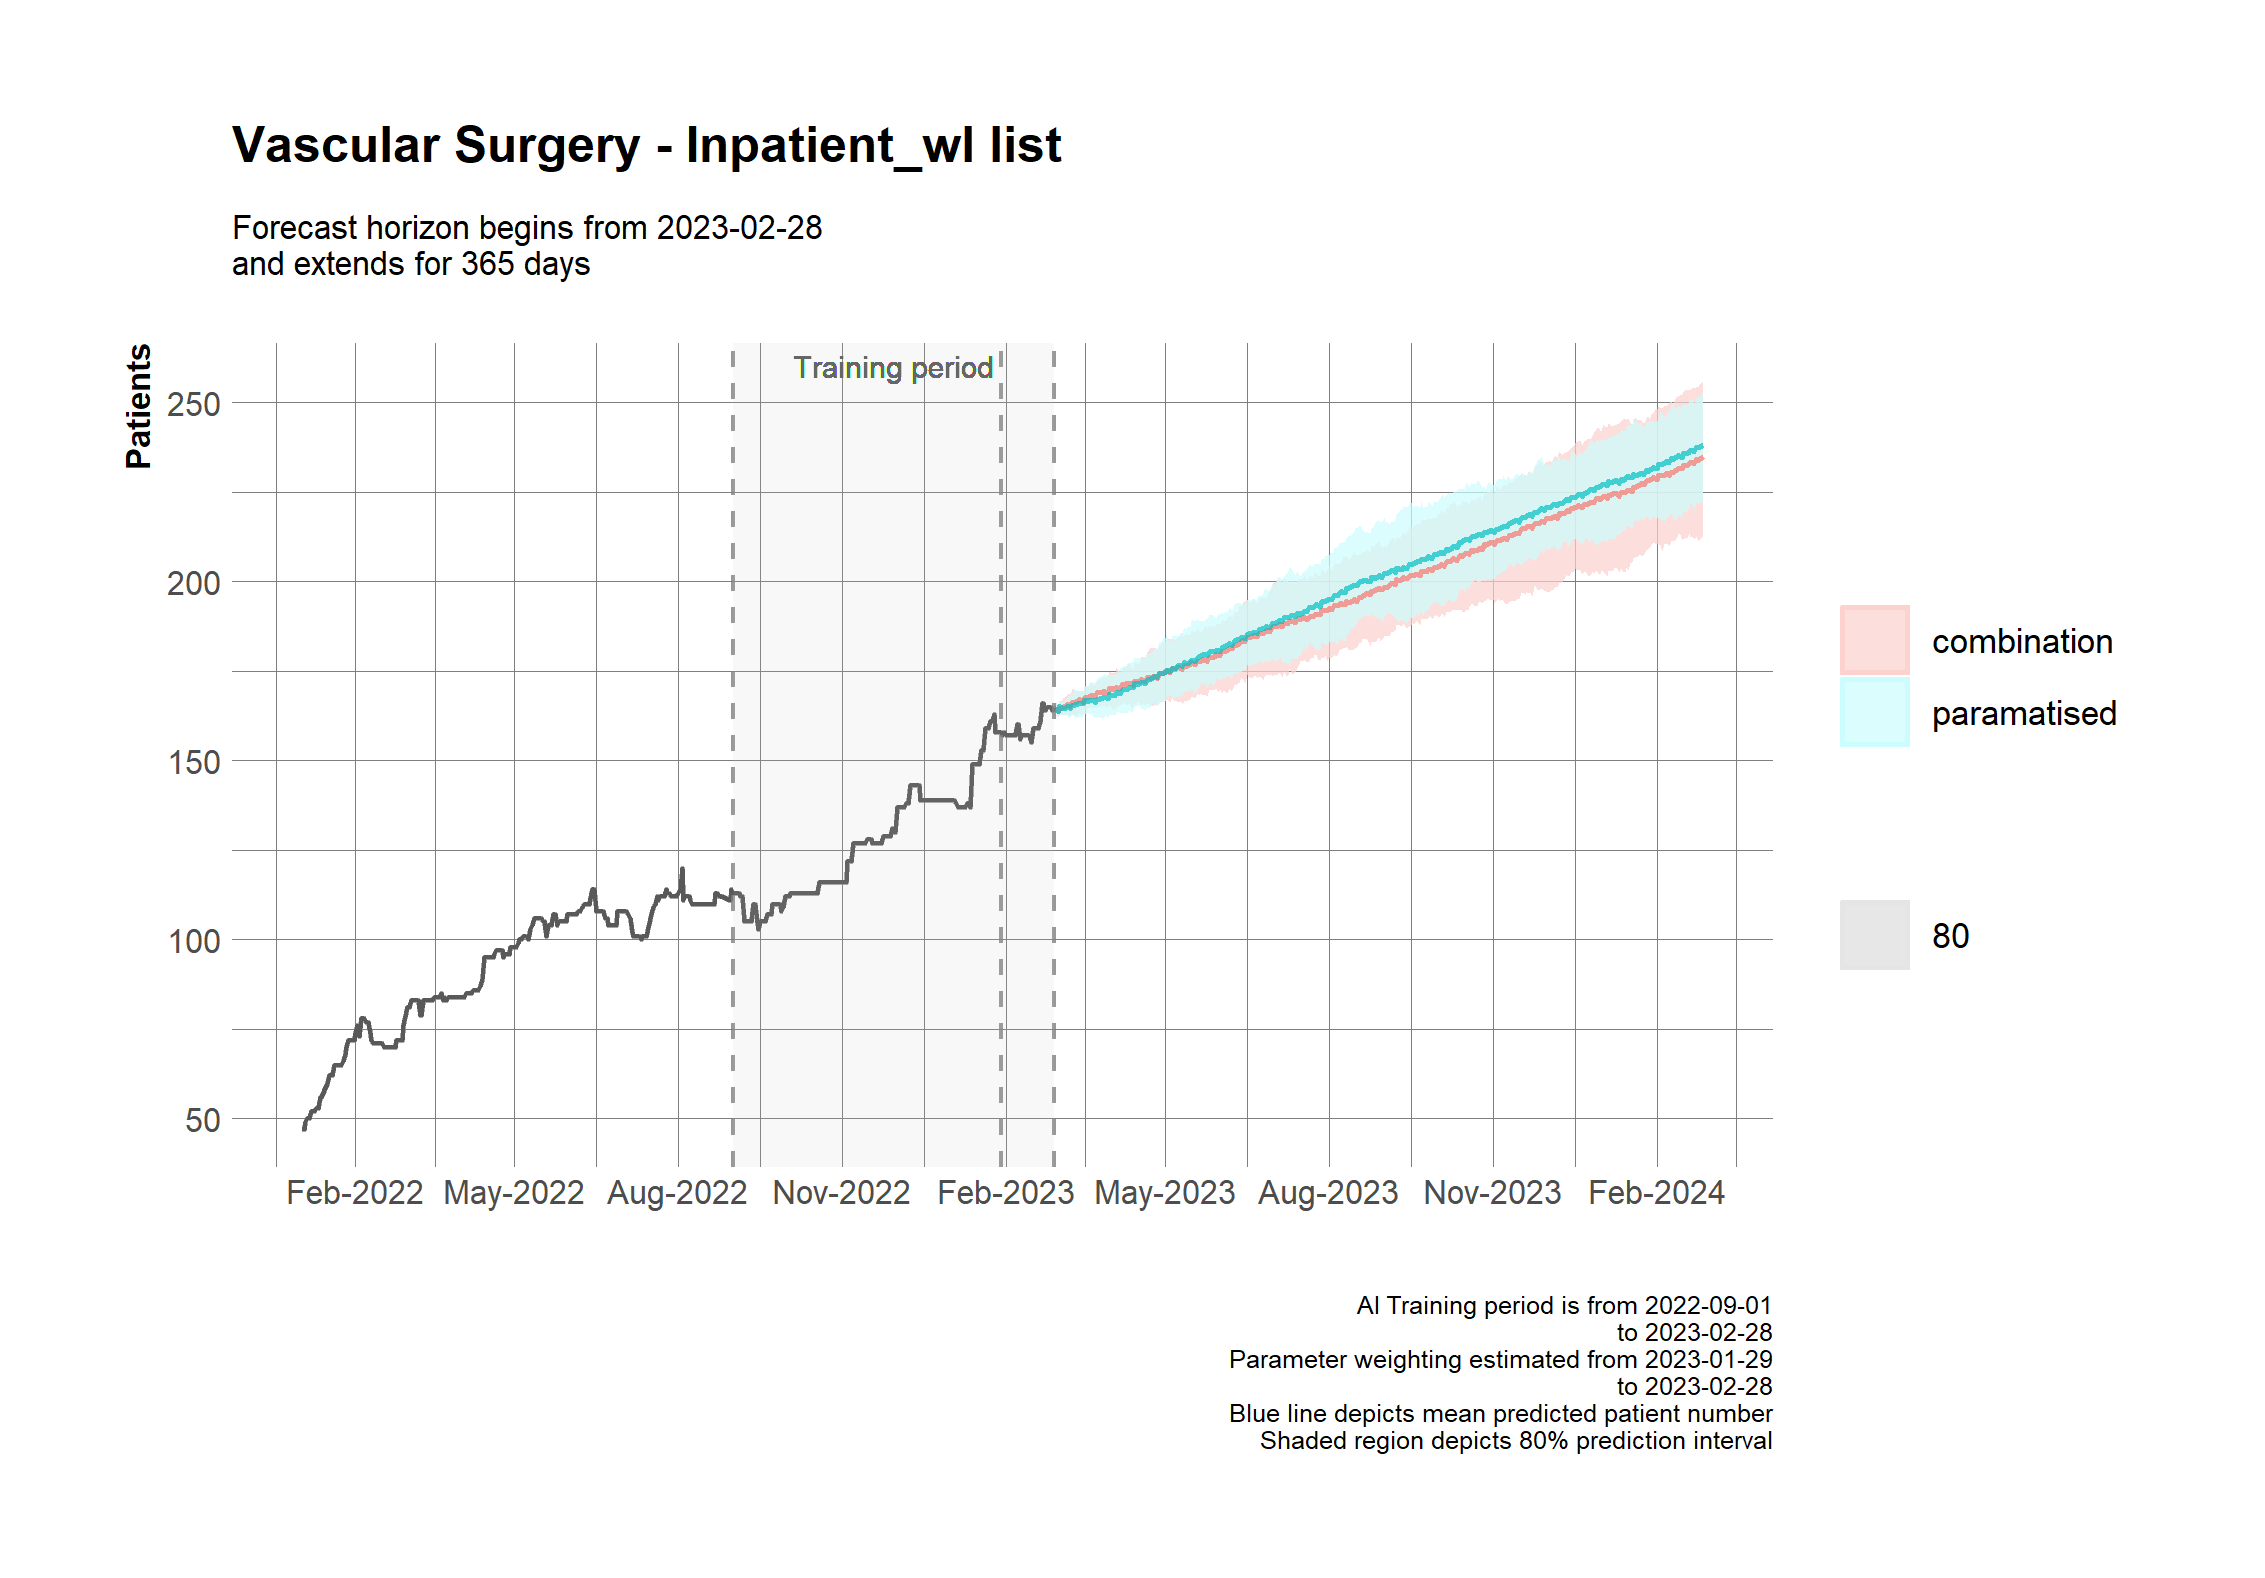 Vascular Surgery - Inpatient_wl list
Forecast horizon begins from 2023-02-28
and extends for 365 days
Patients
Training period
250
200
150
100
50
Feb-2022 May-2022 Aug-2022 Nov-2022 Feb-2023 May-2023 Aug-2023 Nov-2023 Feb-2024
combination
paramatised
80
AI Training period is from 2022-09-01
to 2023-02-28
Parameter weighting estimated from 2023-01-29
to 2023-02-28
Blue line depicts mean predicted patient number
Shaded region depicts 80% prediction interval